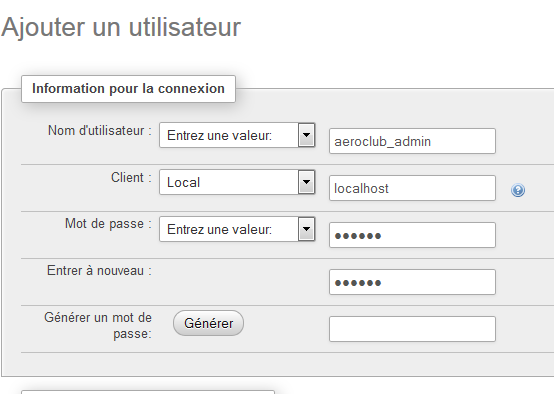 Ajouter un utilisateur
Information pour la connexion
Nom d'utilisateur : Entrez une valeur: aeroclub_admin
Client : Local localhost
Mot de passe : Entrez une valeur: ●●●●●●
Entrer à nouveau : ●●●●●●
Générer un mot de
passe: Générer